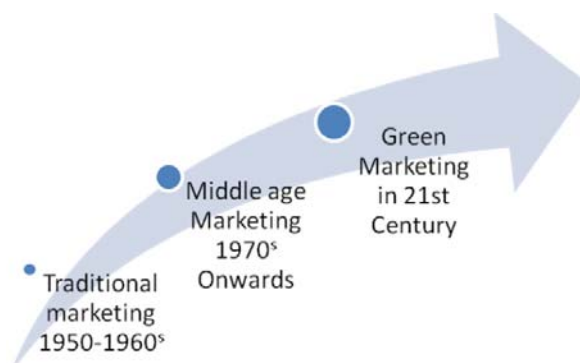 Traditional
marketing
1950-1960ˢ
Middle age
Marketing
1970ˢ
Onwards
Green
Marketing
in 21st
Century